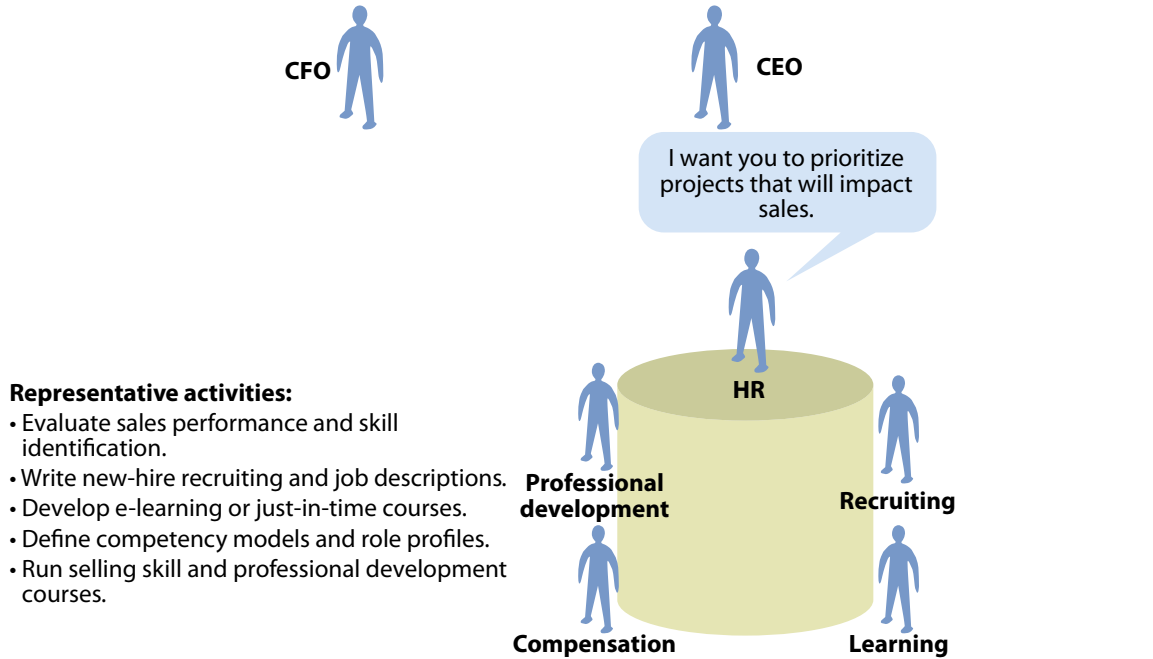 CFO
CEO
I want you to prioritize
projects that will impact
sales.
HR
Representative activities:
• Evaluate sales performance and skill
identification.
• Write new-hire recruiting and job descriptions.
• Develop e-learning or just-in-time courses.
• Define competency models and role profiles.
• Run selling skill and professional development
courses.
Professional
development
Recruiting
Compensation
Learning